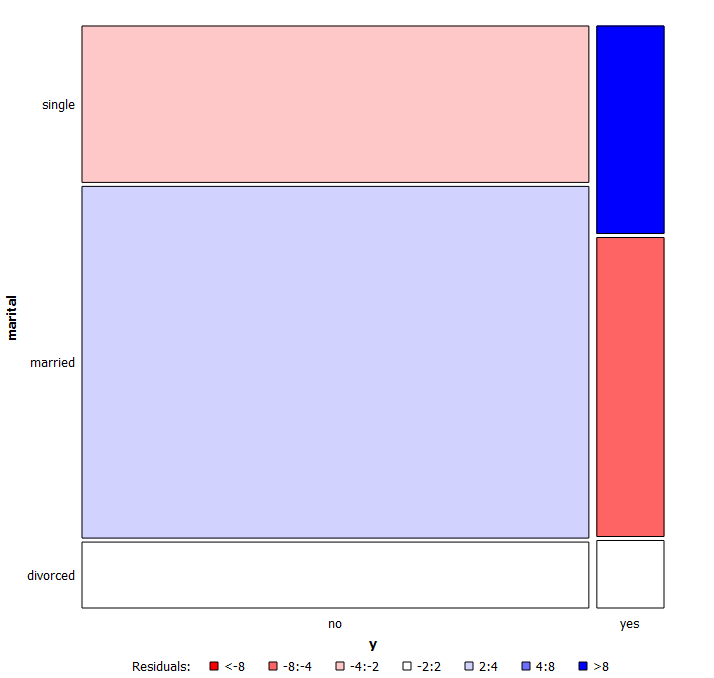 single
marital
married
divorced
no yes
y
Residuals: <-8 -8:-4 -4:-2 -2:2 2:4 4:8 >8